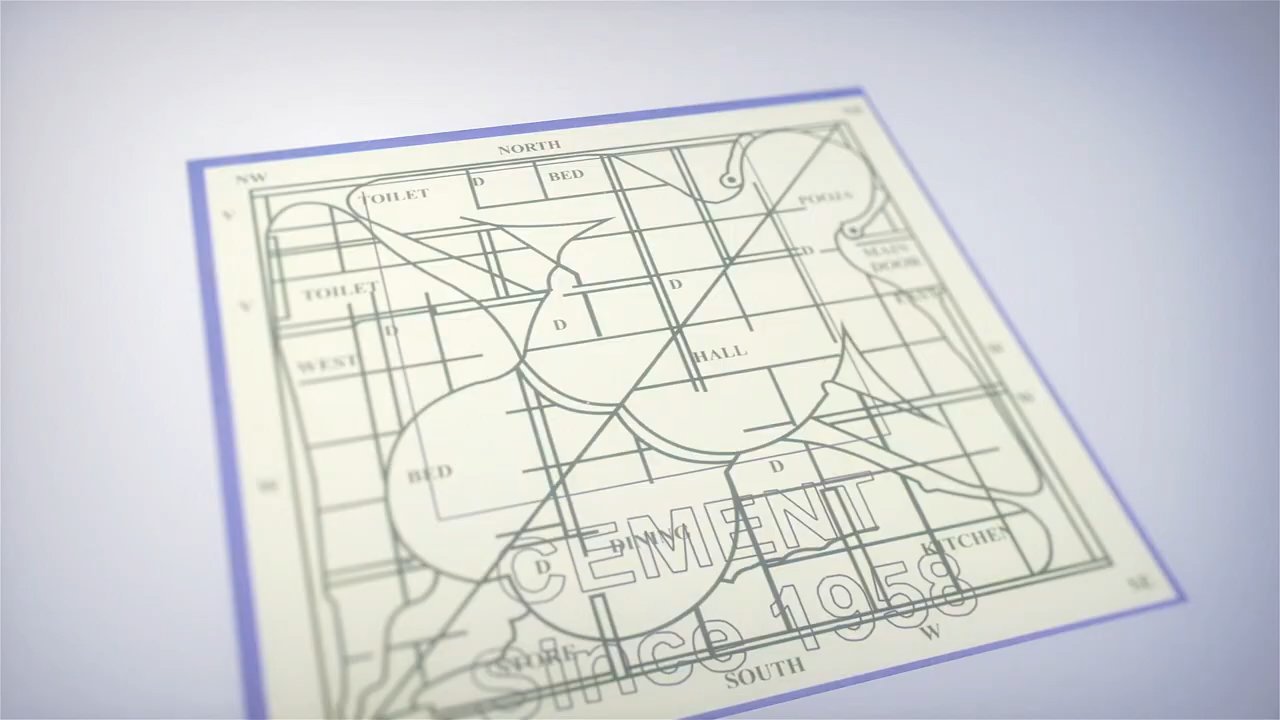 NORTH
NW
TOILET
D
BED
POOJA
V
MAIN
DOOR
D
TOILET
D
V
D
D
HALL
WEST
BED
D
CEMENT
DINING
D
KITCHEN
Since 1958
STORE
W
SOUTH
SE